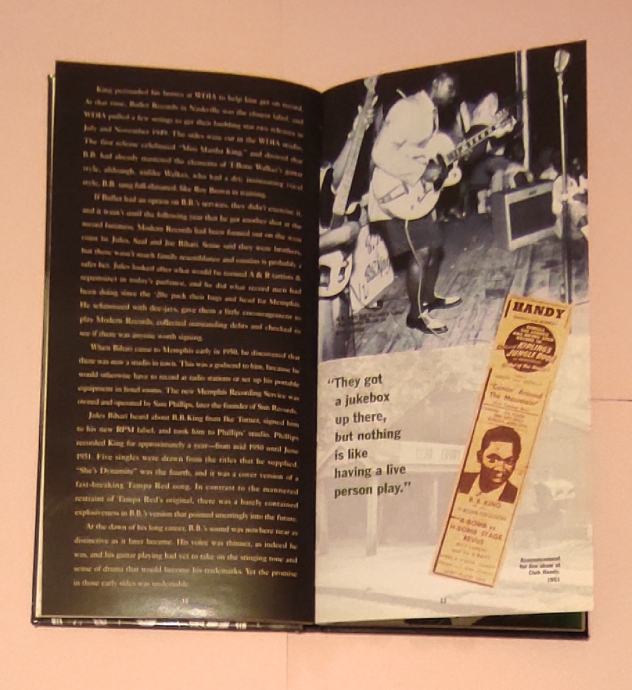 King persuaded his bosses at WDIA to help him get on record.
At that time, Bullet Records in Nashville was the closest label, and
WDIA pulled a few strings to get their budding star two releases in
July and November 1949. The sides were cut in the WDIA studio.
The first release celebrated "Miss Martha King," and showed that
B.B. had already mastered the elements of T-Bone Walker's guitar
style, although, unlike Walker, who had a dry, insinuating vocal
style, B.B. sang full-throated, like Roy Brown in training.
If Bullet had an option on B.B.'s services, they didn't exercise it,
and it wasn't until the following year that he got another shot at the
record business. Modern Records had been formed out on the west
coast by Jules, Saul and Joe Bihari. Some said they were brothers,
but there wasn't much family resemblance and cousins is probably a
safer bet. Jules looked after what would be termed A & R (artists &
repertoire) in today's parlance, and he did what record men had
been doing since the '20s: pack their bags and head for Memphis.
He schmoozed with dee-jays, gave them a little encouragement to
play Modern Records, collected outstanding debts and checked to
see if there was anyone worth signing.
When Bihari came to Memphis early in 1950, he discovered that
there was now a studio in town. This was a godsend to him, because he
would otherwise have to record at radio stations or set up his portable
equipment in hotel rooms. The new Memphis Recording Service was
owned and operated by Sam Phillips, later the founder of Sun Records.
Jules Bihari heard about B.B.King from Ike Turner, signed him
to his new RPM label, and took him to Phillips' studio. Phillips
recorded King for approximately a year—from mid 1950 until June
1951. Five singles were drawn from the titles that he supplied.
"She's Dynamite" was the fourth, and it was a cover version of a
fast-breaking Tampa Red song. In contrast to the mannered
restraint of Tampa Red's original, there was a barely contained
explosiveness in B.B.'s version that pointed unerringly into the future.
At the dawn of his long career, B.B.'s sound was nowhere near as
distinctive as it later became. His voice was thinner, as indeed he
was, and his guitar playing had yet to take on the stinging tone and
sense of drama that would become his trademarks. Yet the promise
in those early sides was undeniable.
"They got
a jukebox
up there,
but nothing
is like
having a live
person play."
HANDY
KIPLING'S
JUNGLE BOOK
"Comin' Around
The Mountain"
B. B. KING
A-BOMB
BOMB STAGE
REVUE
Announcement
for live show at
Club Handy,
1951